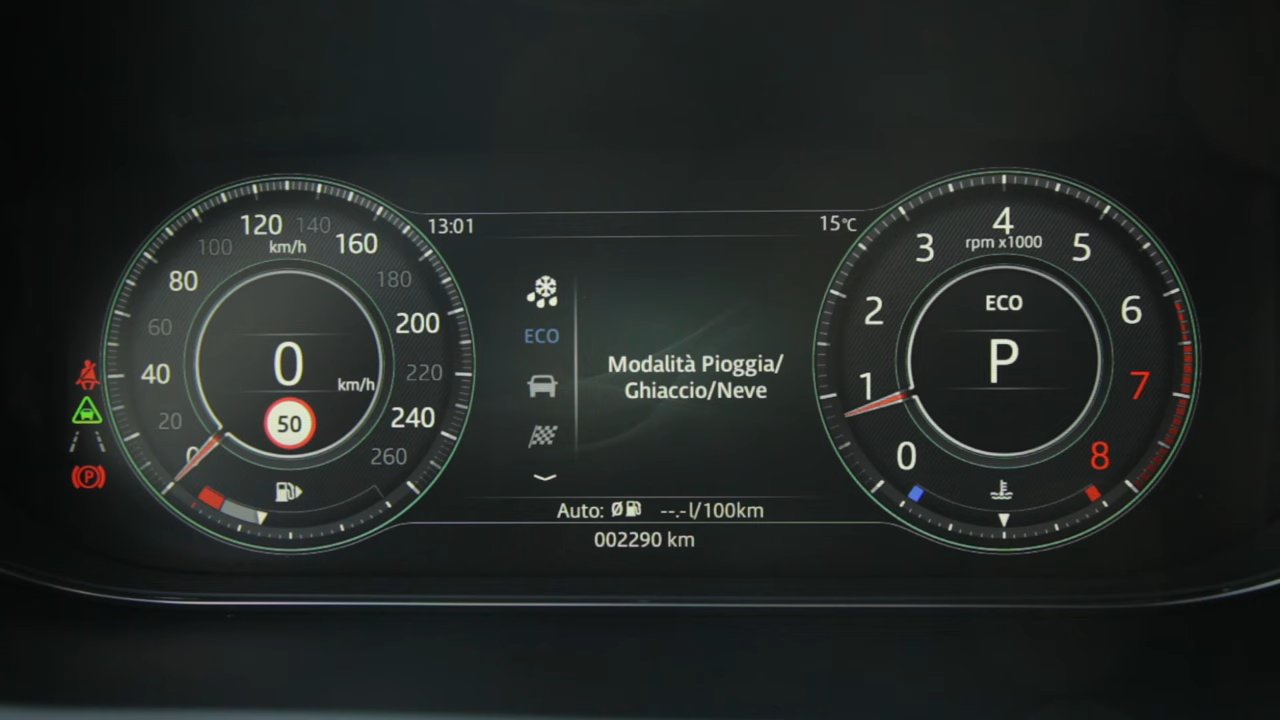 13:01
15℃
0
20
40
60
80
100
120
140
160
180
200
220
240
260
km/h
0
km/h
50
P
ECO
Modalità Pioggia/
Ghiaccio/Neve
Auto: Ø --.- l/100km
002290 km
0
1
2
3
4
5
6
7
8
rpm x1000
ECO
P